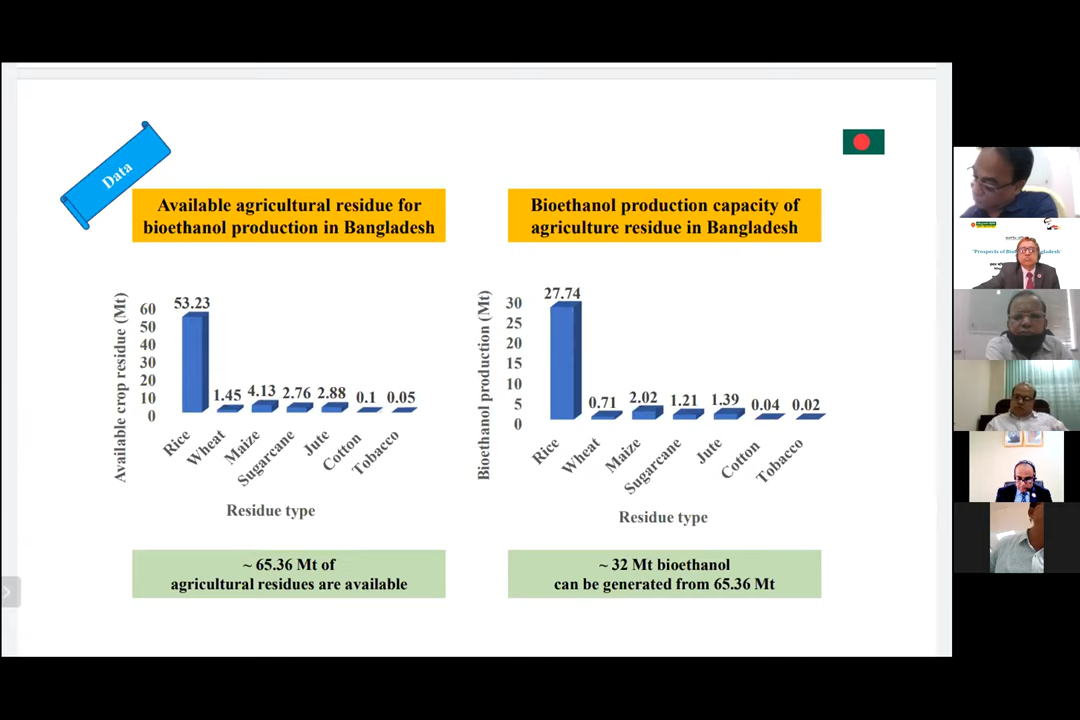 Data
Available agricultural residue for
bioethanol production in Bangladesh
Available crop residue (Mt)
60
50
40
30
20
10
0
53.23
1.45
4.13
2.76
2.88
0.1
0.05
Rice
Wheat
Maize
Sugarcane
Jute
Cotton
Tobacco
Residue type
~ 65.36 Mt of
agricultural residues are available
Bioethanol production capacity of
agriculture residue in Bangladesh
Bioethanol production (Mt)
30
25
20
15
10
5
0
27.74
0.71
2.02
1.21
1.39
0.04
0.02
Rice
Wheat
Maize
Sugarcane
Jute
Cotton
Tobacco
Residue type
~ 32 Mt bioethanol
can be generated from 65.36 Mt
"Prospects of